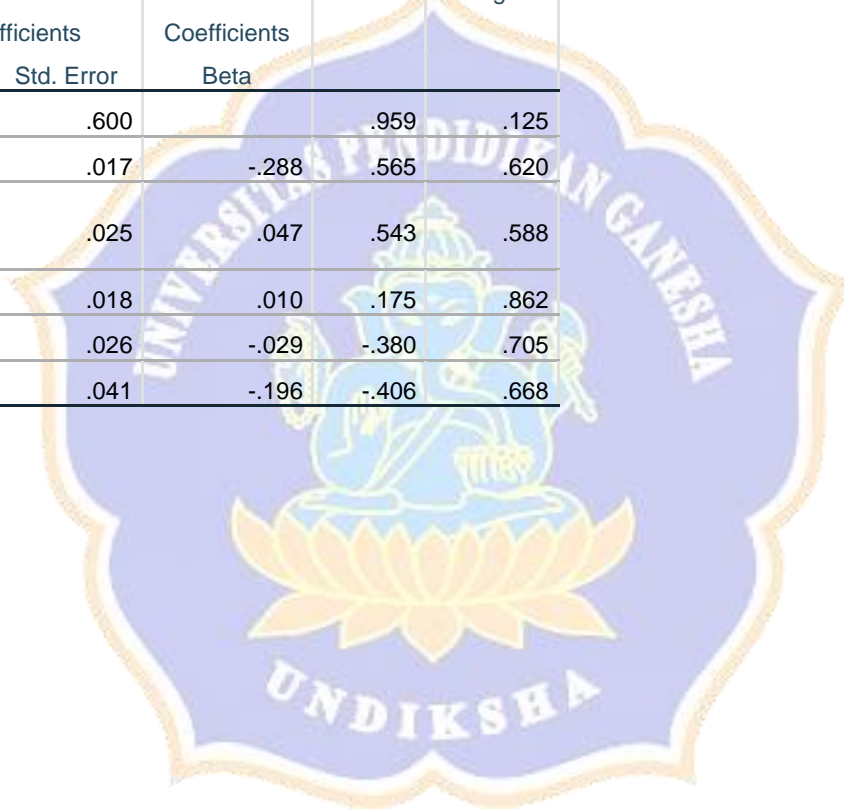 fficients Coefficients
Std. Error Beta
.600 .959 .125
.017 -.288 .565 .620
.025 .047 .543 .588
.018 .010 .175 .862
.026 -.029 -.380 .705
.041 -.196 -.406 .668
UNIVERSITAS PENDIDIKAN GANESHA
UNDIKSHA